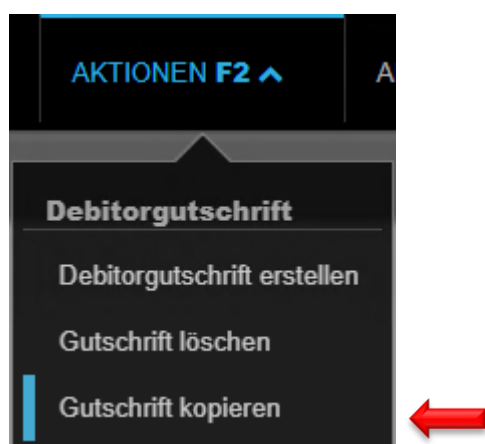 AKTIONEN F2
Debitorgutschrift
Debitorgutschrift erstellen
Gutschrift löschen
Gutschrift kopieren